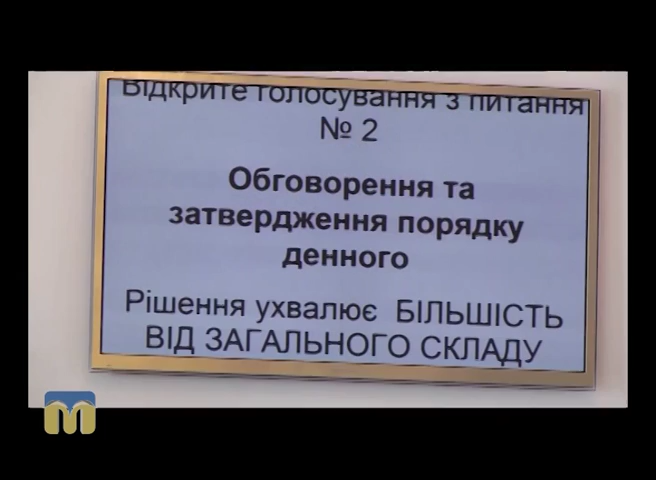 Відкрите голосування з питання
№ 2
Обговорення та
затвердження порядку
денного
Рішення ухвалює БІЛЬШІСТЬ
ВІД ЗАГАЛЬНОГО СКЛАДУ